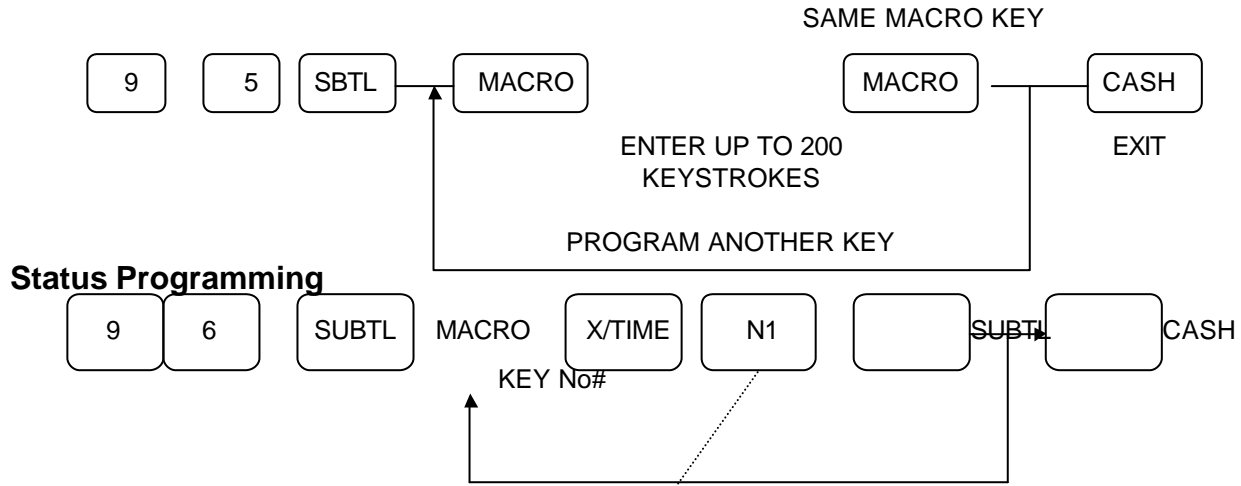 SAME MACRO KEY
9 5 SBTL MACRO MACRO CASH
ENTER UP TO 200 EXIT
KEYSTROKES
PROGRAM ANOTHER KEY
Status Programming
9 6 SUBTL MACRO X/TIME N1 SUBTL CASH
KEY No#